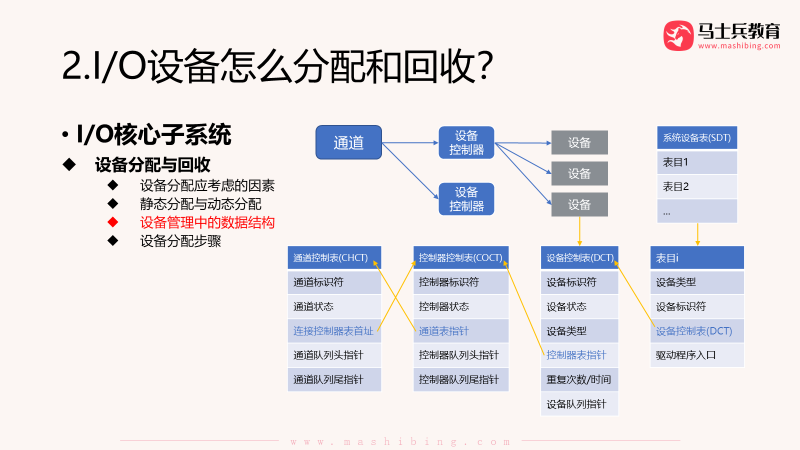 马士兵教育
www.mashibing.com
2.I/O设备怎么分配和回收?
• I/O核心子系统
◆ 设备分配与回收
◆ 设备分配应考虑的因素
◆ 静态分配与动态分配
◆ 设备管理中的数据结构
◆ 设备分配步骤
通道
设备
控制器
设备
控制器
设备
设备
设备
系统设备表(SDT)
表目1
表目2
...
通道控制表(CHCT)
通道标识符
通道状态
连接控制器表首址
通道队列头指针
通道队列尾指针
控制器控制表(COCT)
控制器标识符
控制器状态
通道表指针
控制器队列头指针
控制器队列尾指针
设备控制表(DCT)
设备标识符
设备状态
设备类型
控制器表指针
重复次数/时间
设备队列指针
表目i
设备类型
设备标识符
设备控制表(DCT)
驱动程序入口
www.mashibing.com